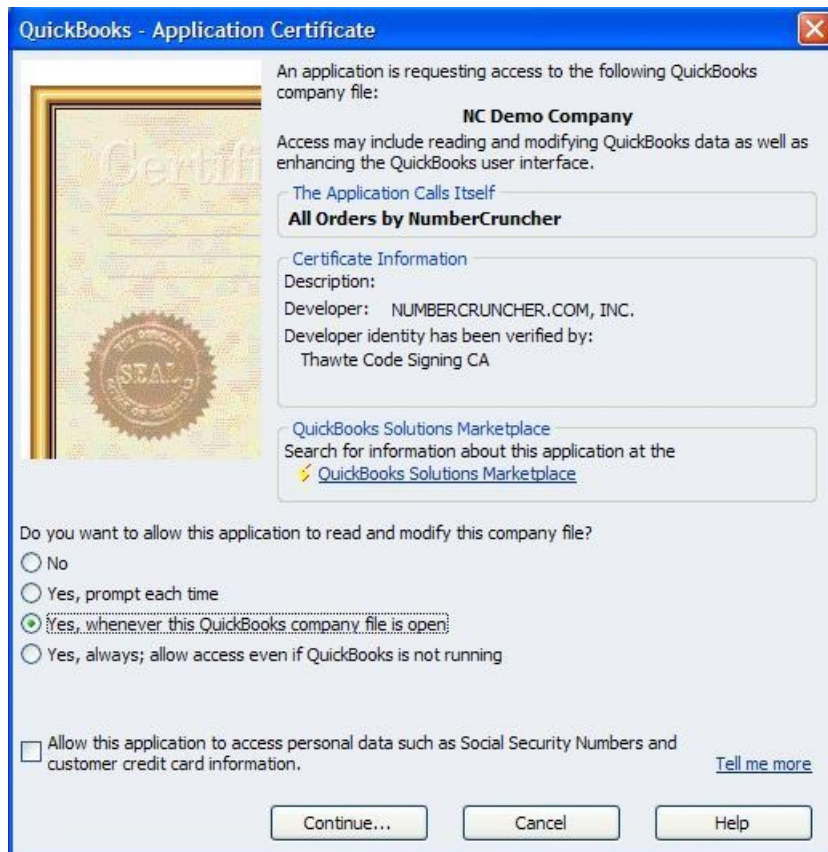 QuickBooks - Application Certificate
An application is requesting access to the following QuickBooks
company file:
NC Demo Company
Access may include reading and modifying QuickBooks data as well as
enhancing the QuickBooks user interface.
The Application Calls Itself
All Orders by NumberCruncher
Certificate Information
Description:
Developer: NUMBERCRUNCHER.COM, INC.
Developer identity has been verified by:
Thawte Code Signing CA
QuickBooks Solutions Marketplace
Search for information about this application at the
QuickBooks Solutions Marketplace
Certifi
SEAL
Do you want to allow this application to read and modify this company file?
No
Yes, prompt each time
Yes, whenever this QuickBooks company file is open
Yes, always; allow access even if QuickBooks is not running
Allow this application to access personal data such as Social Security Numbers and
customer credit card information.
Tell me more
Continue...
Cancel
Help